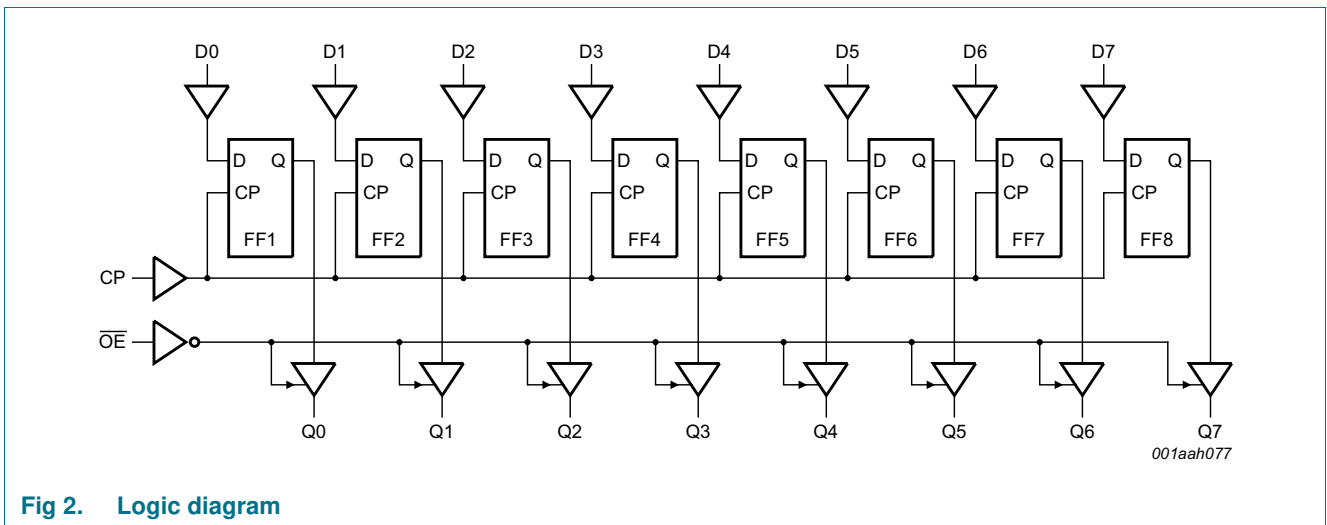 D0 D1 D2 D3 D4 D5 D6 D7
D Q D Q D Q D Q D Q D Q D Q D Q
CP CP CP CP CP CP CP CP
FF1 FF2 FF3 FF4 FF5 FF6 FF7 FF8
CP
O̅E̅
Q0 Q1 Q2 Q3 Q4 Q5 Q6 Q7
001aah077
Fig 2. Logic diagram